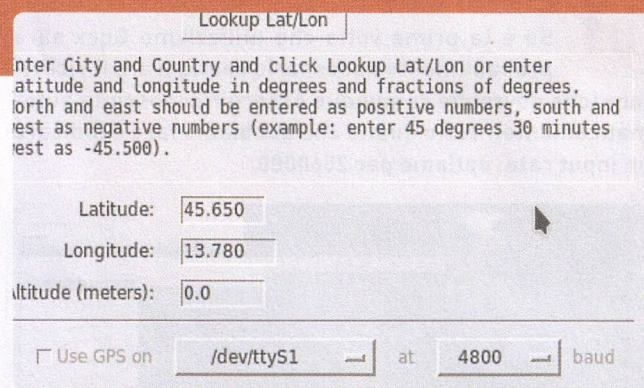 Lookup Lat/Lon
nter City and Country and click Lookup Lat/Lon or enter
atitude and longitude in degrees and fractions of degrees.
orth and east should be entered as positive numbers, south and
est as negative numbers (example: enter 45 degrees 30 minutes
est as -45.500).
Latitude: 45.650
Longitude: 13.780
ltitude (meters): 0.0
Use GPS on /dev/ttyS1 at 4800 baud